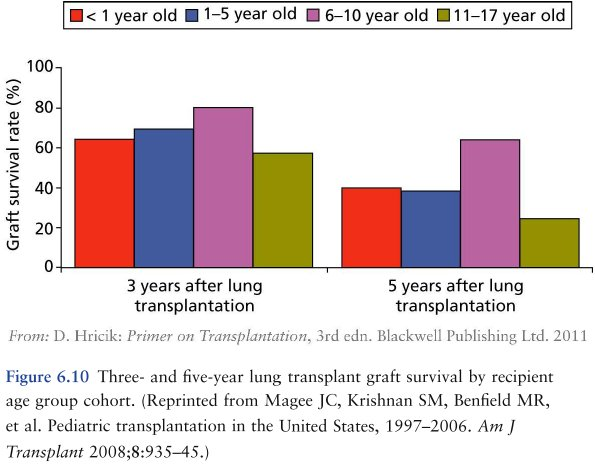 < 1 year old 1–5 year old 6–10 year old 11–17 year old
Graft survival rate (%)
100
80
60
40
20
0
3 years after lung
transplantation
5 years after lung
transplantation
From: D. Hricik: Primer on Transplantation, 3rd edn. Blackwell Publishing Ltd. 2011
Figure 6.10 Three- and five-year lung transplant graft survival by recipient
age group cohort. (Reprinted from Magee JC, Krishnan SM, Benfield MR,
et al. Pediatric transplantation in the United States, 1997–2006. Am J
Transplant 2008;8:935–45.)